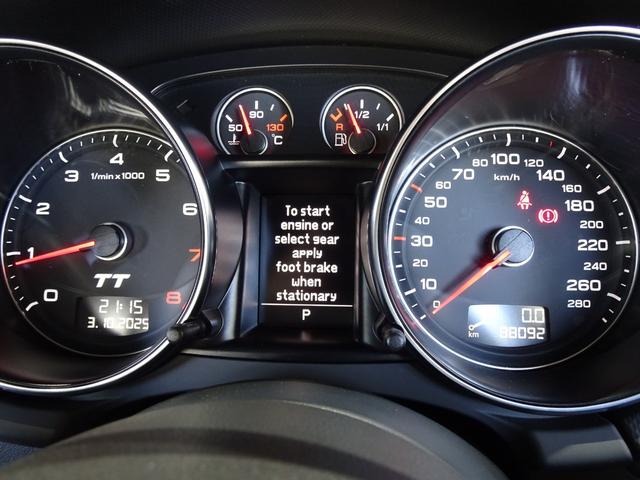 50 90 130
°C
R 1/2 1/1
0 1 2 3 4 5 6 7 8
1/min x 1000
TT
21:15
3.10.2025
To start
engine or
select gear
apply
foot brake
when
stationary
P
0 10 30 50 70 80 100 120 140 160 180 200 220 240 260 280
km/h
0 20 40 60
0.0
km 88092